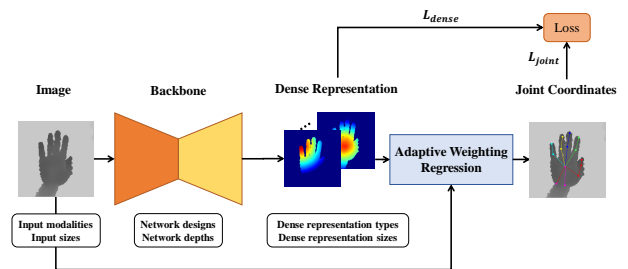 L_dense
Loss
L_joint
Image
Backbone
Dense Representation
Joint Coordinates
Adaptive Weighting
Regression
Input modalities
Input sizes
Network designs
Network depths
Dense representation types
Dense representation sizes